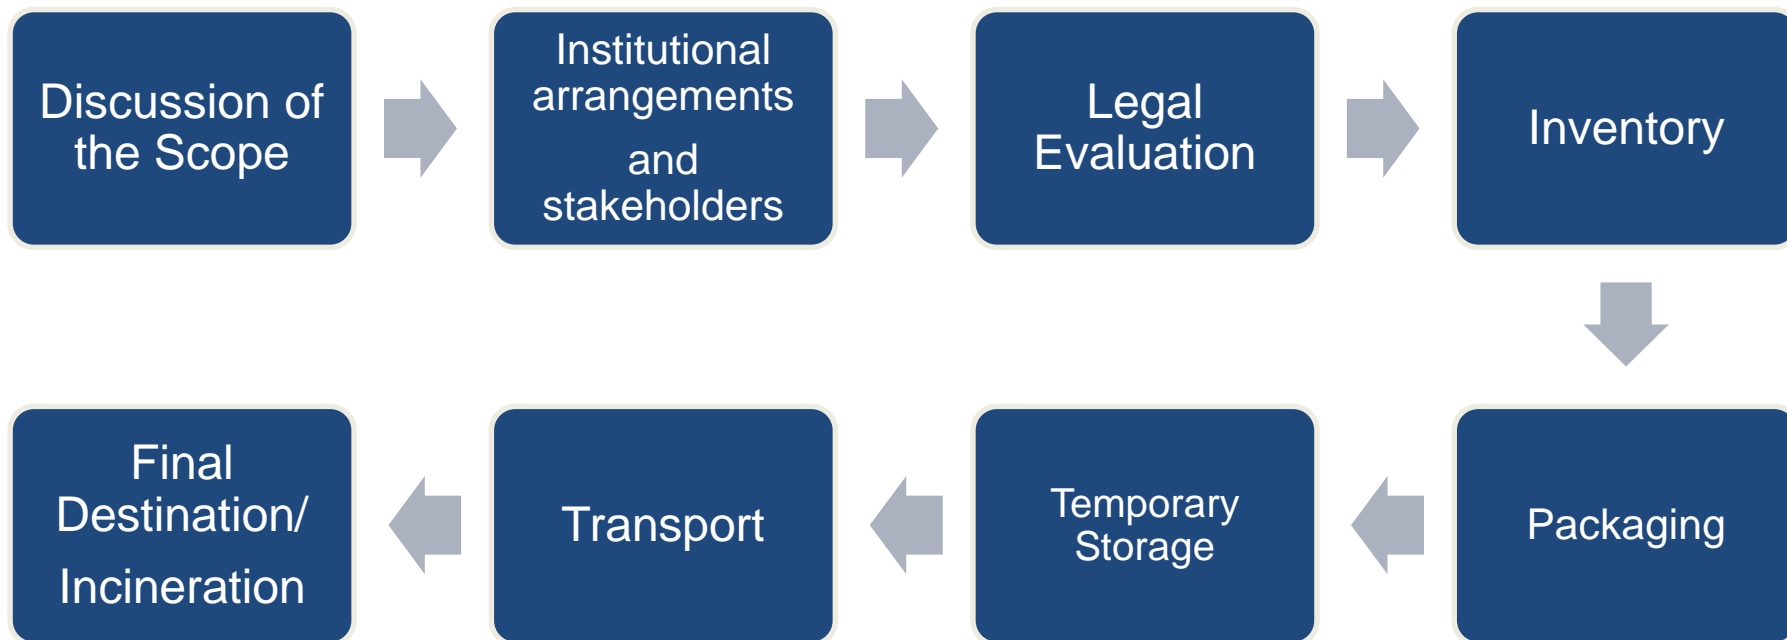 Discussion of
the Scope
Institutional
arrangements
and
stakeholders
Legal
Evaluation
Inventory
Packaging
Temporary
Storage
Transport
Final
Destination/
Incineration